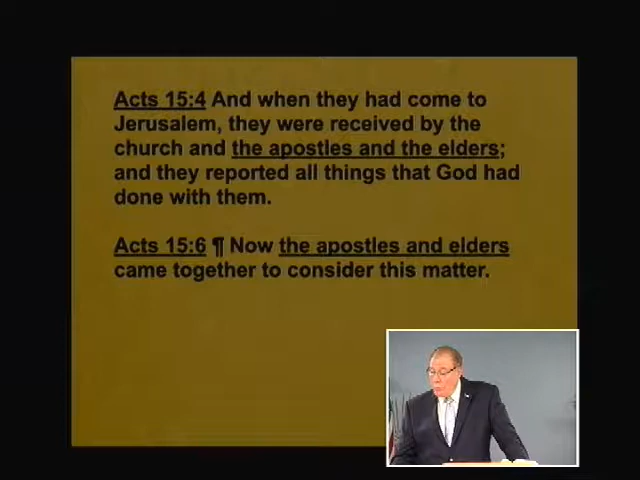 Acts 15:4 And when they had come to
Jerusalem, they were received by the
church and the apostles and the elders;
and they reported all things that God had
done with them.
Acts 15:6 ¶ Now the apostles and elders
came together to consider this matter.